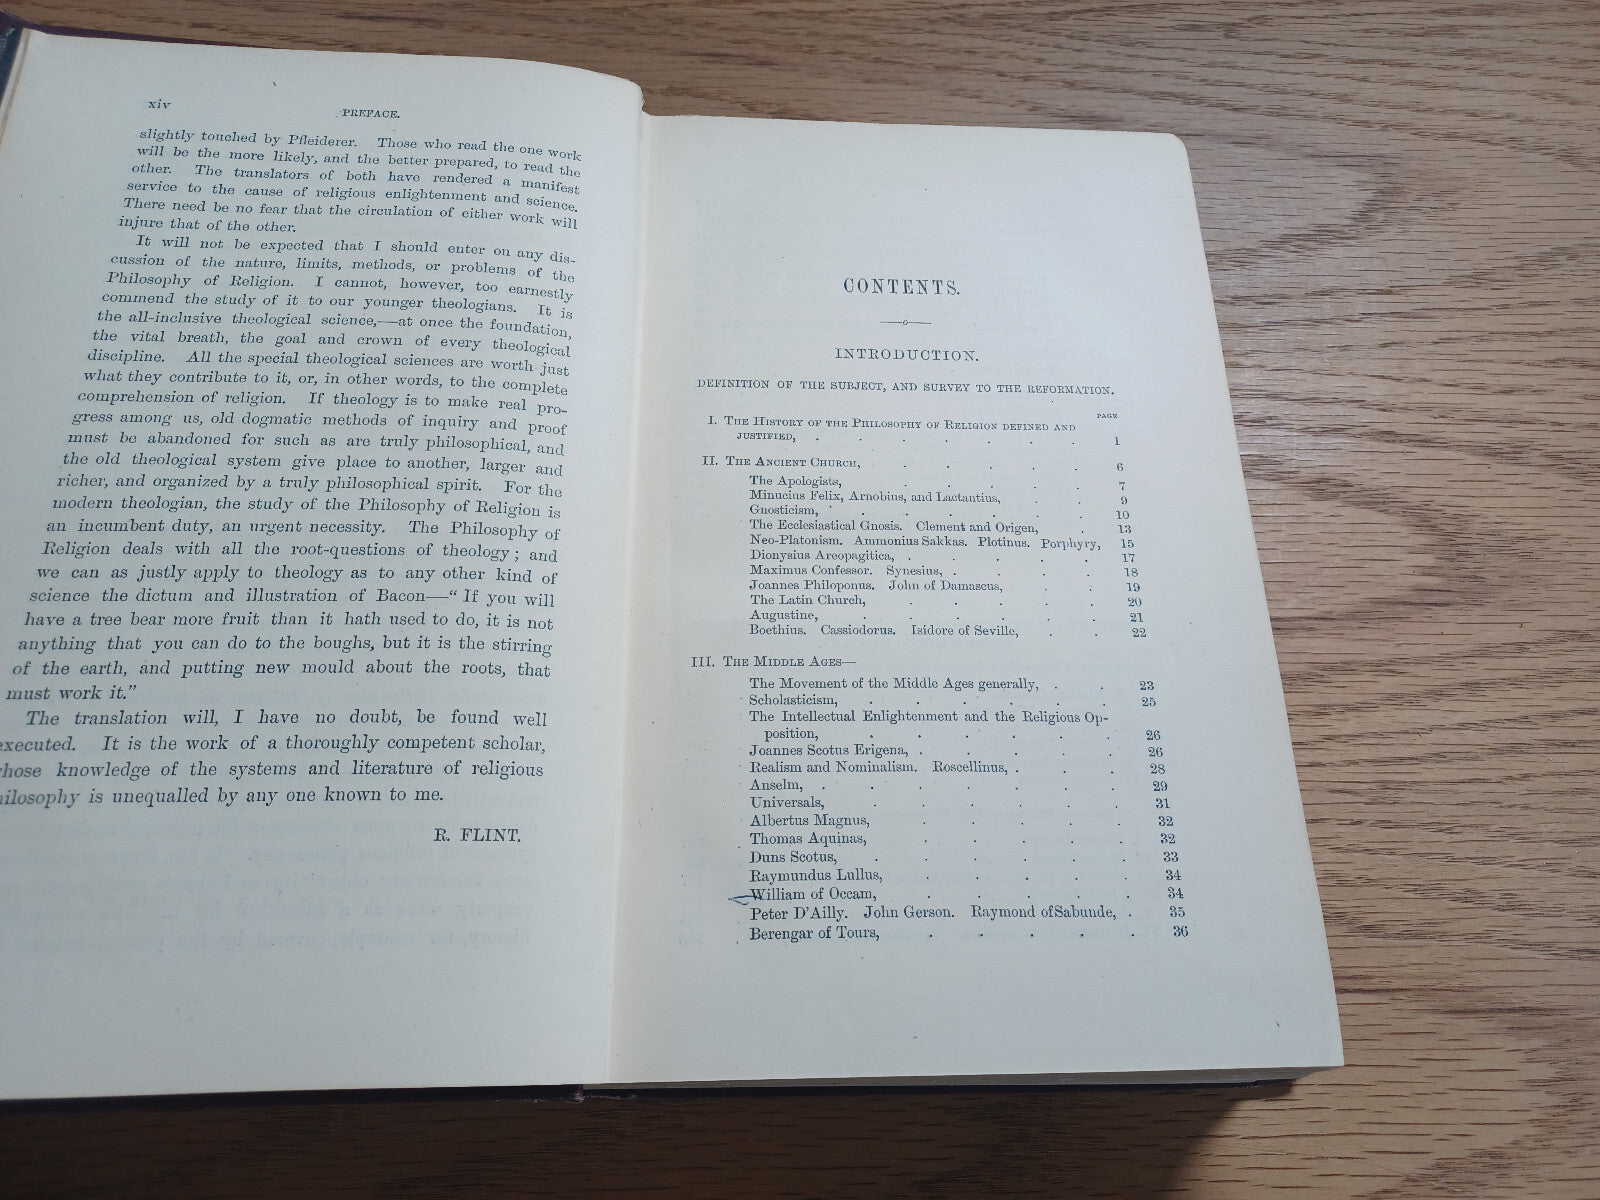 xiv
PREFACE.
slightly touched by Pfleiderer. Those who read the one work
will be the more likely, and the better prepared, to read the
other. The translators of both have rendered a manifest
service to the cause of religious enlightenment and science.
There need be no fear that the circulation of either work will
injure that of the other.
It will not be expected that I should enter on any dis-
cussion of the nature, limits, methods, or problems of the
Philosophy of Religion. I cannot, however, too earnestly
commend the study of it to our younger theologians. It is
the all-inclusive theological science,—at once the foundation,
the vital breath, the goal and crown of every theological
discipline. All the special theological sciences are worth just
what they contribute to it, or, in other words, to the complete
comprehension of religion. If theology is to make real pro-
gress among us, old dogmatic methods of inquiry and proof
must be abandoned for such as are truly philosophical, and
the old theological system give place to another, larger and
richer, and organized by a truly philosophical spirit. For the
modern theologian, the study of the Philosophy of Religion is
an incumbent duty, an urgent necessity. The Philosophy of
Religion deals with all the root-questions of theology; and
we can as justly apply to theology as to any other kind of
science the dictum and illustration of Bacon—"If you will
have a tree bear more fruit than it hath used to do, it is not
anything that you can do to the boughs, but it is the stirring
of the earth, and putting new mould about the roots, that
must work it."
The translation will, I have no doubt, be found well
executed. It is the work of a thoroughly competent scholar,
whose knowledge of the systems and literature of religious
philosophy is unequalled by any one known to me.
R. FLINT.
CONTENTS.
INTRODUCTION.
DEFINITION OF THE SUBJECT, AND SURVEY TO THE REFORMATION.
PAGE
I. THE HISTORY OF THE PHILOSOPHY OF RELIGION DEFINED AND
JUSTIFIED, . . . . . . . 1
II. THE ANCIENT CHURCH, . . . . . 6
The Apologists, . . . . . 7
Minucius Felix, Arnobius, and Lactautius, . . 9
Gnosticism, . . . . . . 10
The Ecclesiastical Gnosis. Clement and Origen, . 13
Neo-Platonism. Ammonius Sakkas. Plotinus. Porphyry, 15
Dionysius Areopagitica, . . . . . 17
Maximus Confessor. Synesius, . . . . 18
Joannes Philoponus. John of Damascus, . . 19
The Latin Church, . . . . . 20
Augustine, . . . . . . 21
Boethius. Cassiodorus. Isidore of Seville, . . 22
III. THE MIDDLE AGES—
The Movement of the Middle Ages generally, . . 23
Scholasticism, . . . . . . 25
The Intellectual Enlightenment and the Religious Op-
position, . . . . . . 26
Joannes Scotus Erigena, . . . . . 26
Realism and Nominalism. Roscellinus, . . . 28
Anselm, . . . . . . . 29
Universals, . . . . . . 31
Albertus Magnus, . . . . . 32
Thomas Aquinas, . . . . . 32
Duns Scotus, . . . . . . 33
Raymundus Lullus, . . . . . 34
William of Occam, . . . . . 34
Peter D'Ailly. John Gerson. Raymond of Sabunde, . 35
Berengar of Tours, . . . . . 36